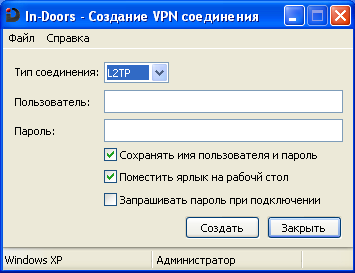 In-Doors - Создание VPN соединения
Файл Справка
Тип соединения: L2TP
Пользователь:
Пароль:
Сохранять имя пользователя и пароль
Поместить ярлык на рабочй стол
Запрашивать пароль при подключении
Создать Закрыть
Windows XP Администратор